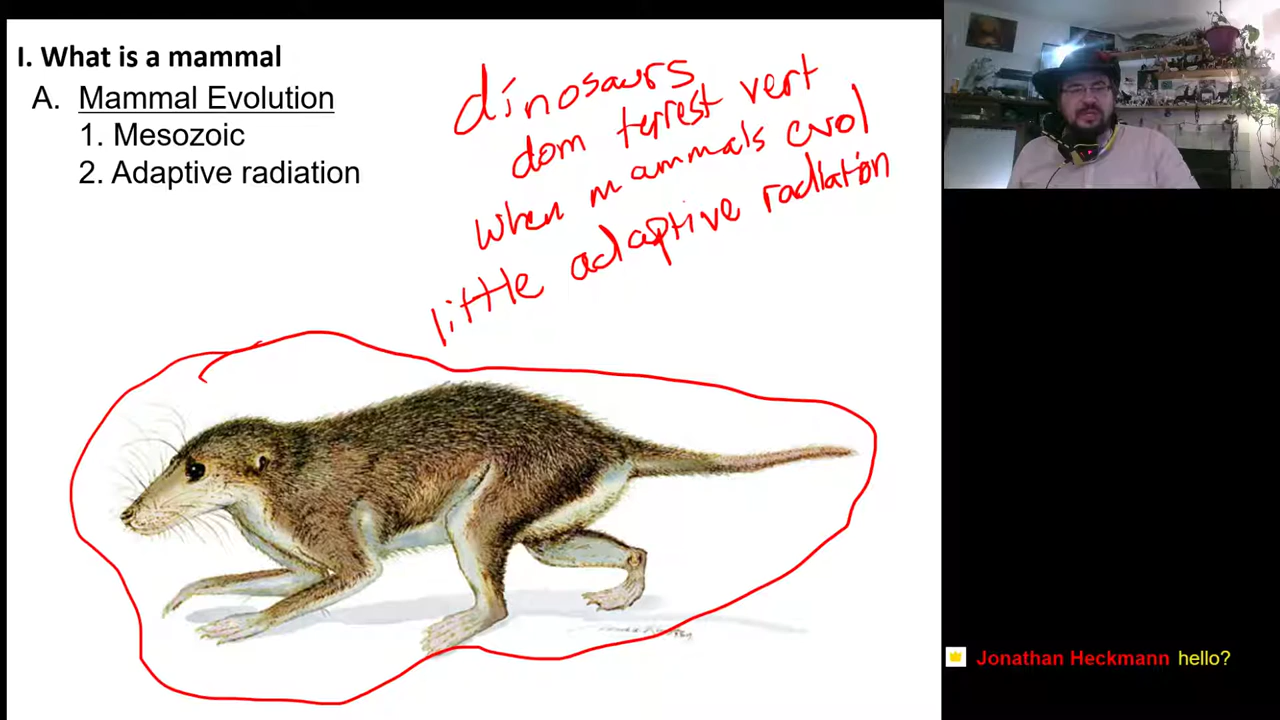 I. What is a mammal
A. Mammal Evolution
1. Mesozoic
2. Adaptive radiation
dinosaurs
dom terrest vert
when mammals evol
little adaptive radiation
Jonathan Heckmann hello?